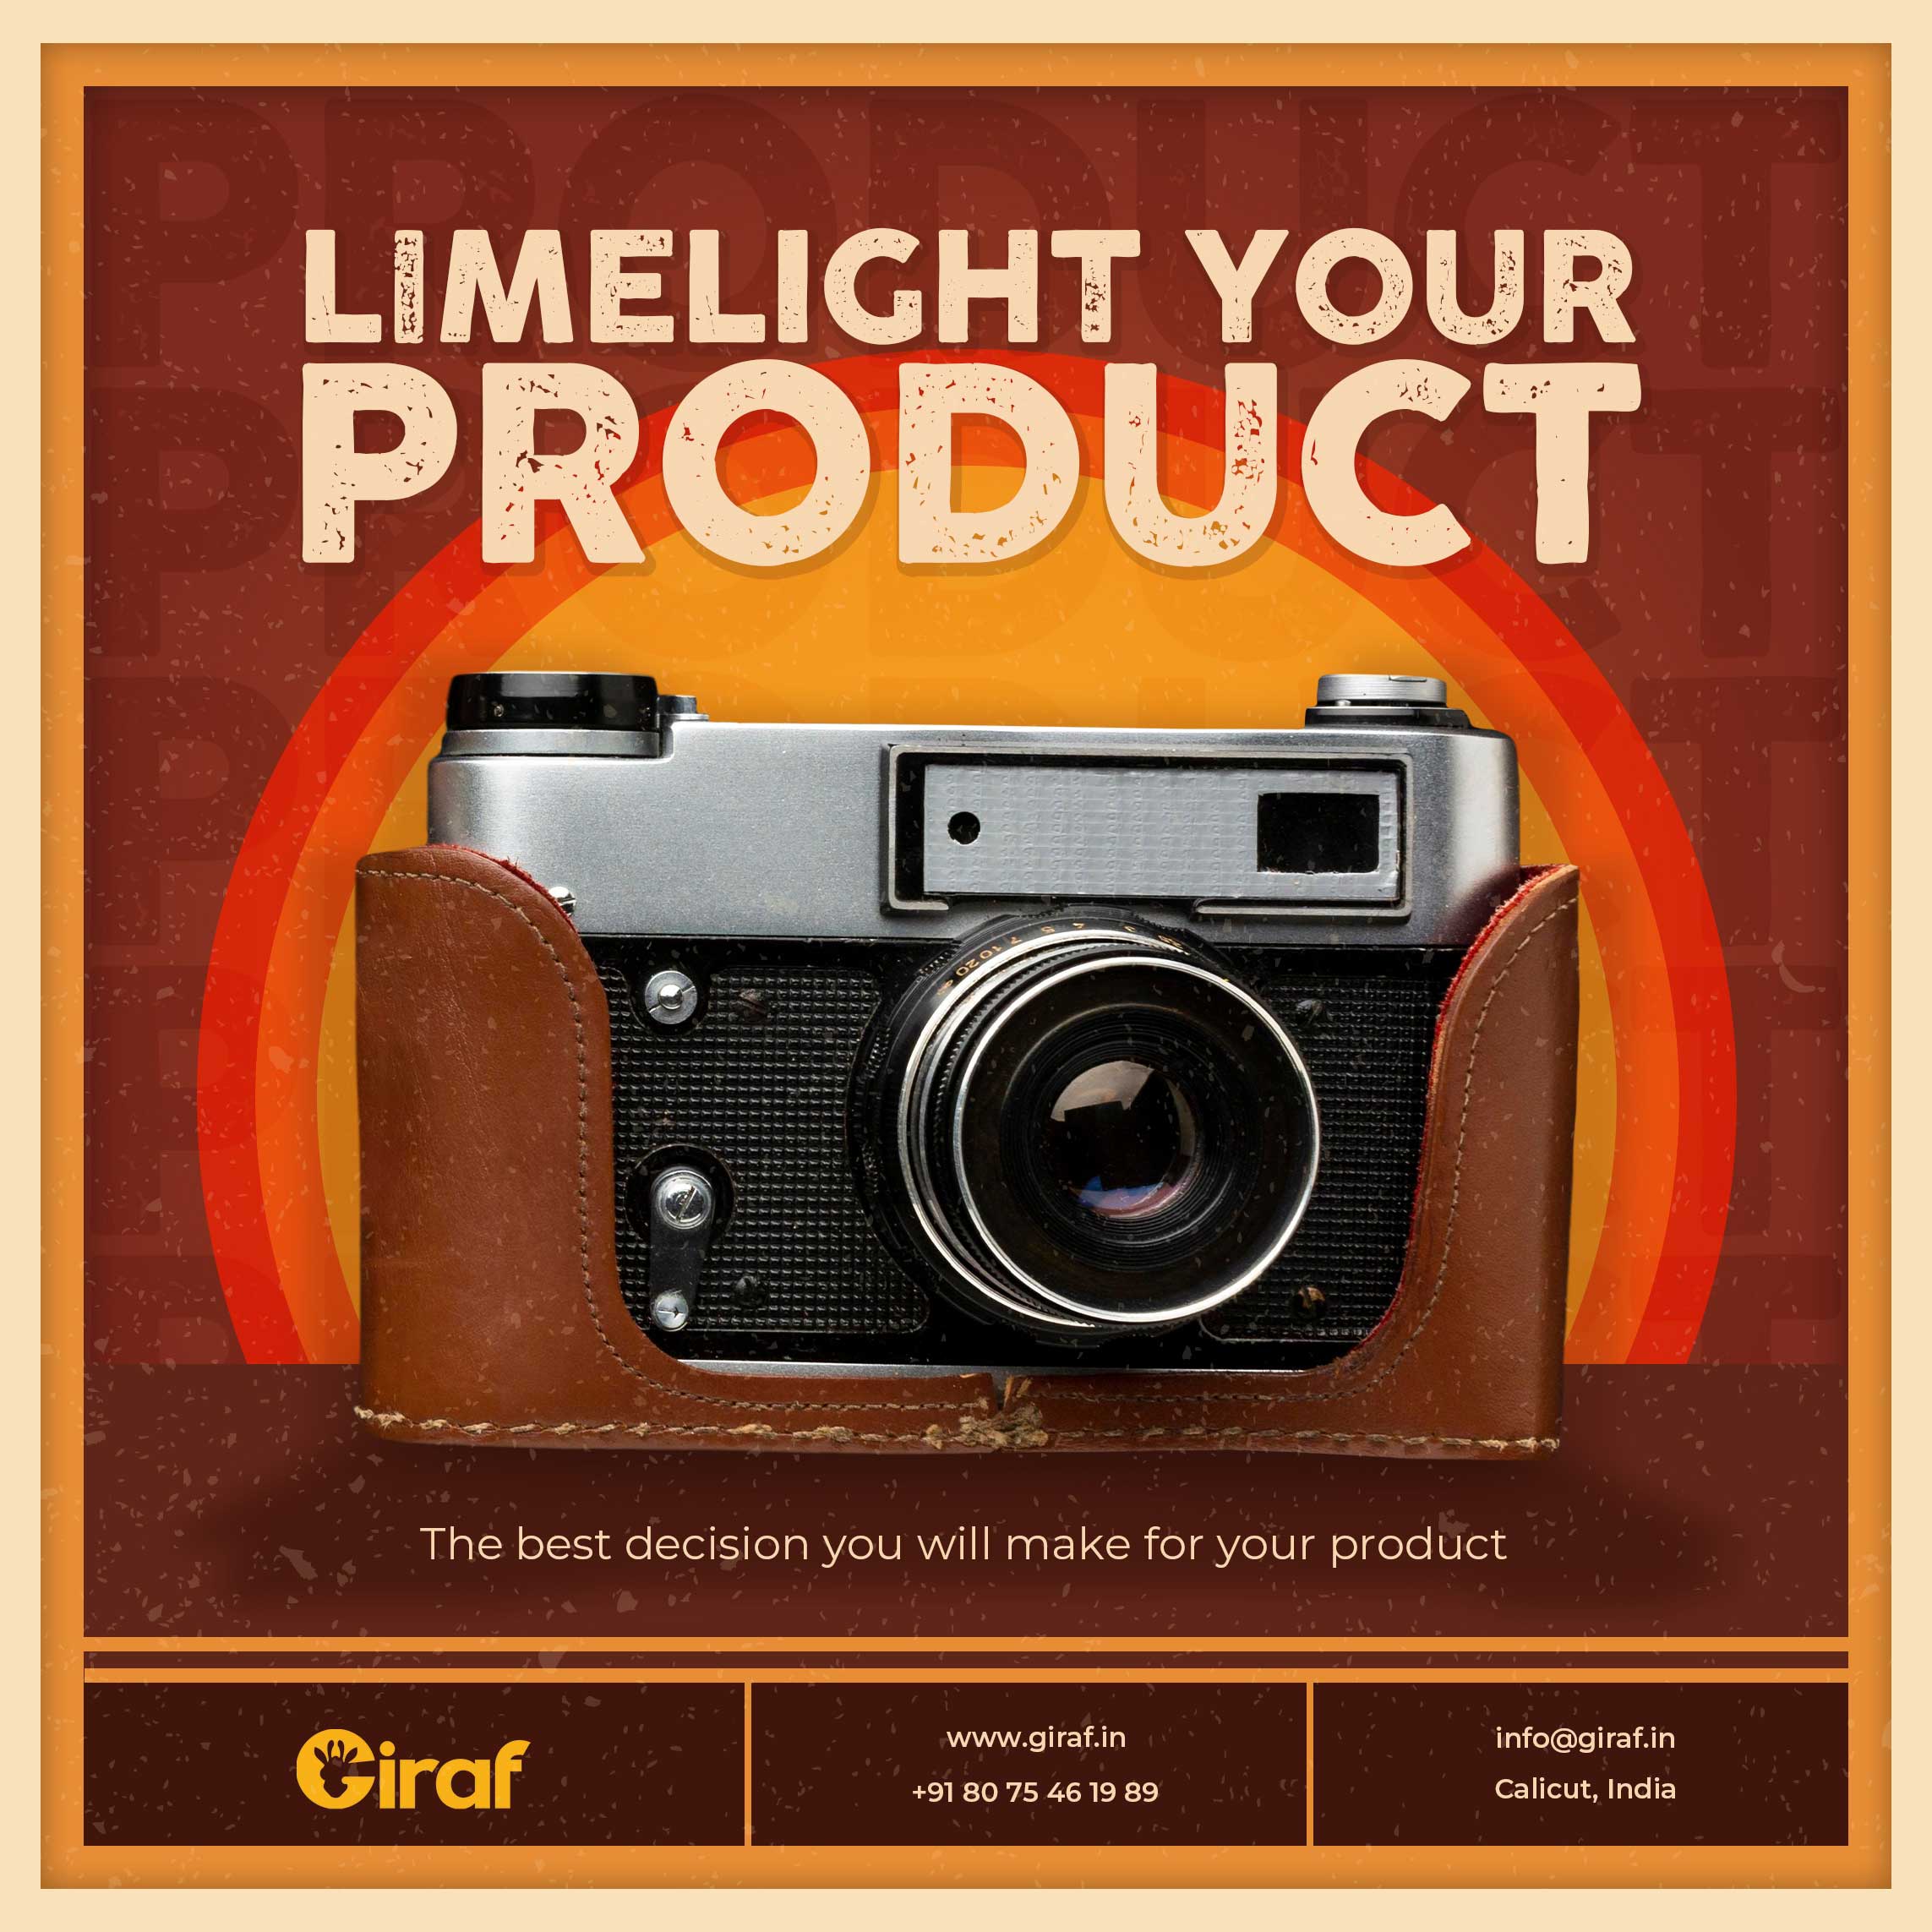 LIMELIGHT YOUR
PRODUCT
The best decision you will make for your product
Giraf
www.giraf.in
+91 80 75 46 19 89
info@giraf.in
Calicut, India